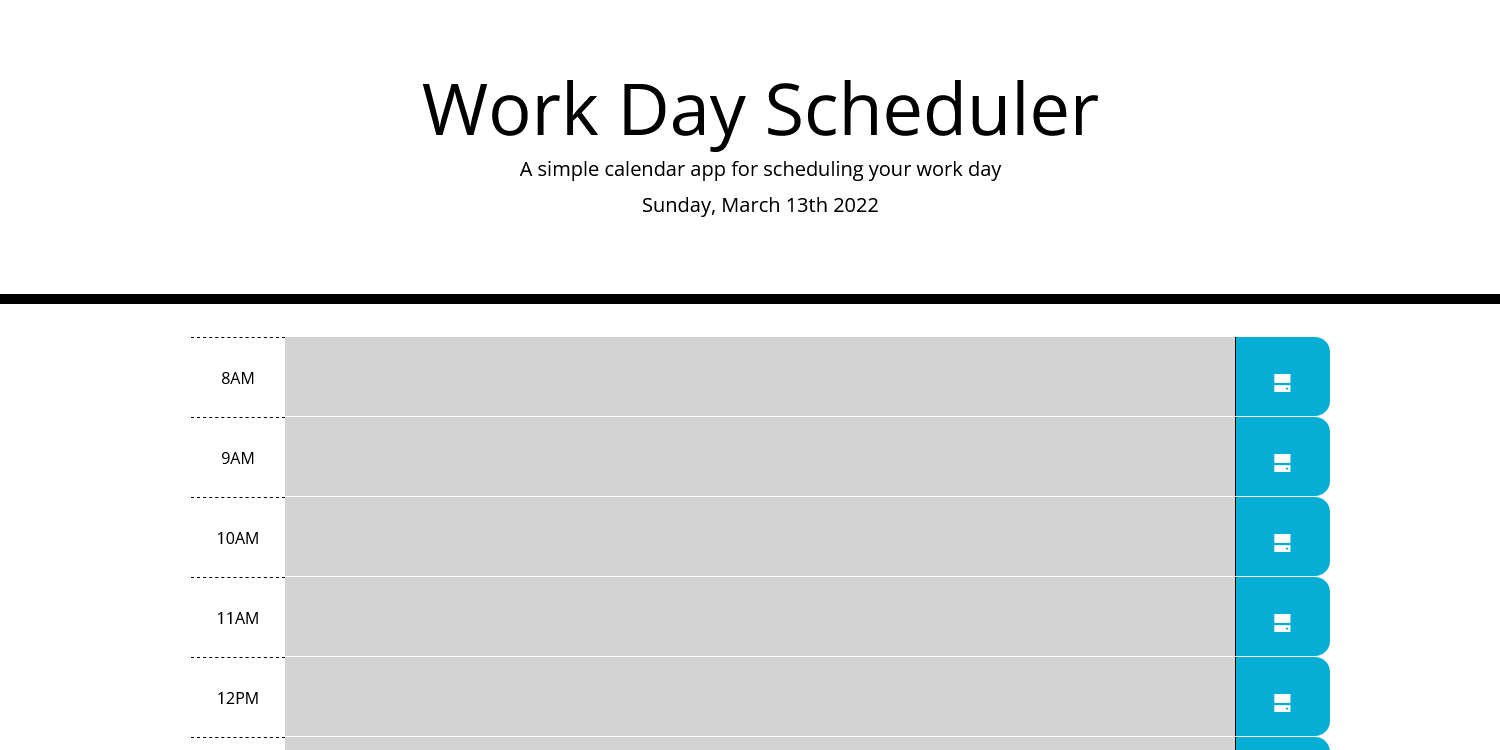 Work Day Scheduler
A simple calendar app for scheduling your work day
Sunday, March 13th 2022
8AM
9AM
10AM
11AM
12PM